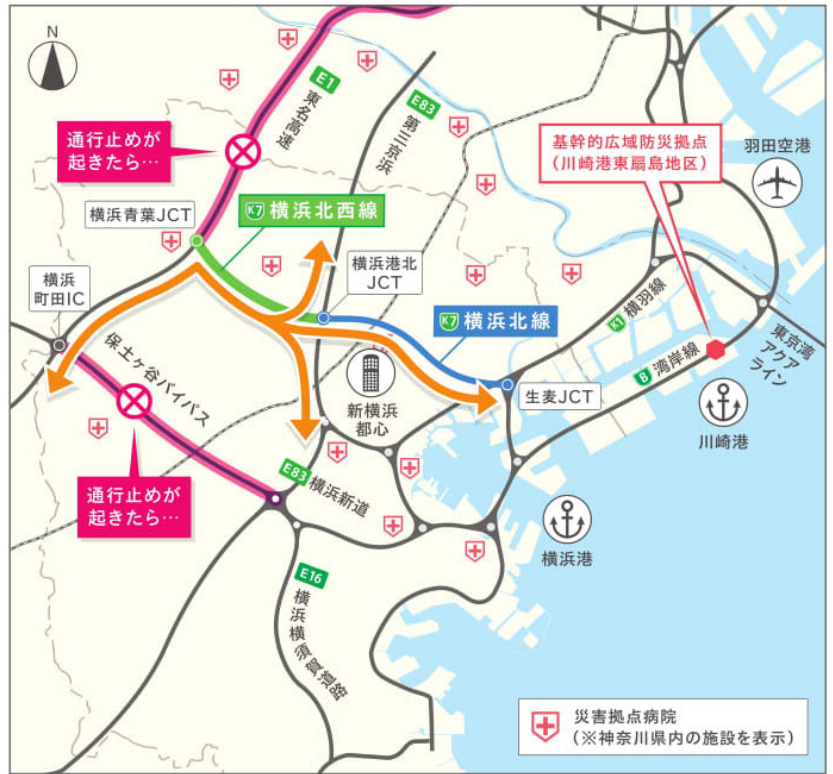 N
E1
東名高速
E83
第三京浜
通行止めが
起きたら…
基幹的広域防災拠点
(川崎港東扇島地区)
羽田空港
横浜青葉JCT
K7 横浜北西線
横浜
町田IC
横浜港北
JCT
K7 横浜北線
K1 横羽線
東京湾
アクア
ライン
B 湾岸線
保土ヶ谷バイパス
新横浜
都心
生麦JCT
川崎港
通行止めが
起きたら…
E83 横浜新道
横浜港
E16
横浜横須賀道路
災害拠点病院
(※神奈川県内の施設を表示)